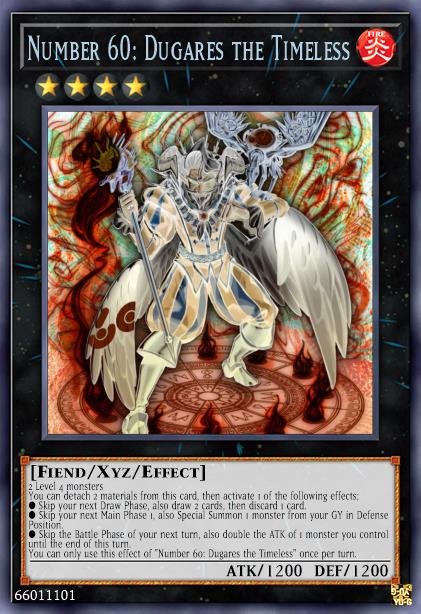 NUMBER 60: DUGARES THE TIMELESS
FIRE
炎
[FIEND/XYZ/EFFECT]
2 Level 4 monsters
You can detach 2 materials from this card, then activate 1 of the following effects;
● Skip your next Draw Phase, also draw 2 cards, then discard 1 card.
● Skip your next Main Phase 1, also Special Summon 1 monster from your GY in Defense
Position.
● Skip the Battle Phase of your next turn, also double the ATK of 1 monster you control
until the end of this turn.
You can only use this effect of "Number 60: Dugares the Timeless" once per turn.
ATK/1200 DEF/1200
66011101